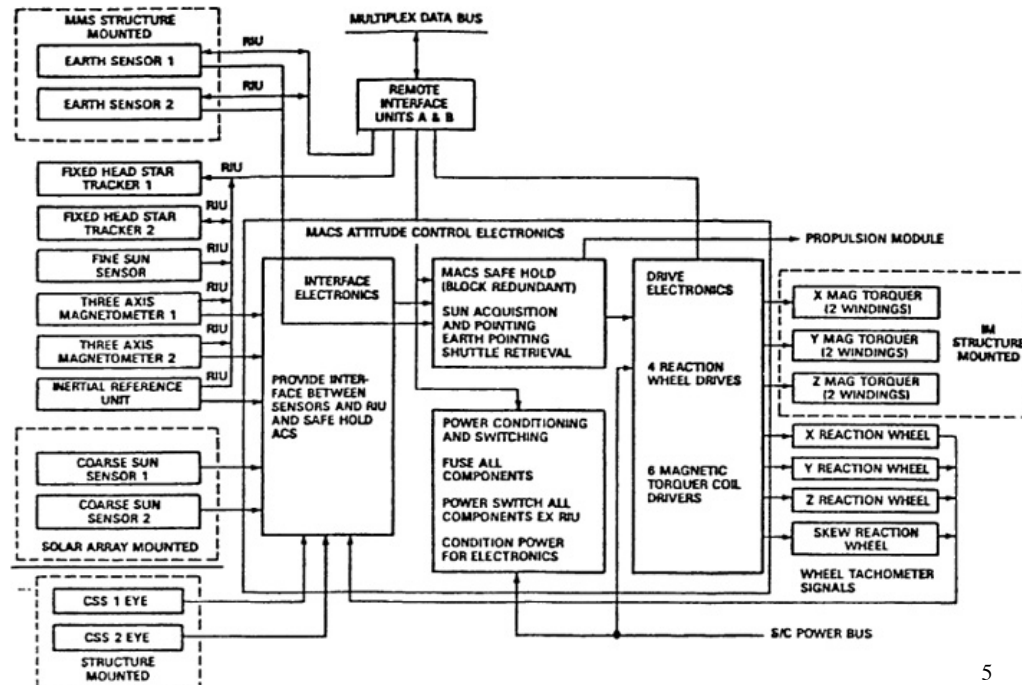 MMS STRUCTURE
MOUNTED
EARTH SENSOR 1
EARTH SENSOR 2
RIU
RIU
MULTIPLEX DATA BUS
REMOTE
INTERFACE
UNITS A & B
FIXED HEAD STAR
TRACKER 1
RIU
FIXED HEAD STAR
TRACKER 2
RIU
FINE SUN
SENSOR
RIU
THREE AXIS
MAGNETOMETER 1
RIU
THREE AXIS
MAGNETOMETER 2
RIU
INERTIAL REFERENCE
UNIT
RIU
COARSE SUN
SENSOR 1
COARSE SUN
SENSOR 2
SOLAR ARRAY MOUNTED
CSS 1 EYE
CSS 2 EYE
STRUCTURE
MOUNTED
MACS ATTITUDE CONTROL ELECTRONICS
INTERFACE
ELECTRONICS
PROVIDE INTER-
FACE BETWEEN
SENSORS AND RIU
AND SAFE HOLD
ACS
MACS SAFE HOLD
(BLOCK REDUNDANT)
SUN ACQUISITION
AND POINTING
EARTH POINTING
SHUTTLE RETRIEVAL
POWER CONDITIONING
AND SWITCHING
FUSE ALL
COMPONENTS
POWER SWITCH ALL
COMPONENTS EX RIU
CONDITION POWER
FOR ELECTRONICS
DRIVE
ELECTRONICS
4 REACTION
WHEEL DRIVES
6 MAGNETIC
TORQUER COIL
DRIVERS
PROPULSION MODULE
X MAG TORQUER
(2 WINDINGS)
Y MAG TORQUER
(2 WINDINGS)
Z MAG TORQUER
(2 WINDINGS)
IM
STRUCTURE
MOUNTED
X REACTION WHEEL
Y REACTION WHEEL
Z REACTION WHEEL
SKEW REACTION
WHEEL
WHEEL TACHOMETER
SIGNALS
S/C POWER BUS
5